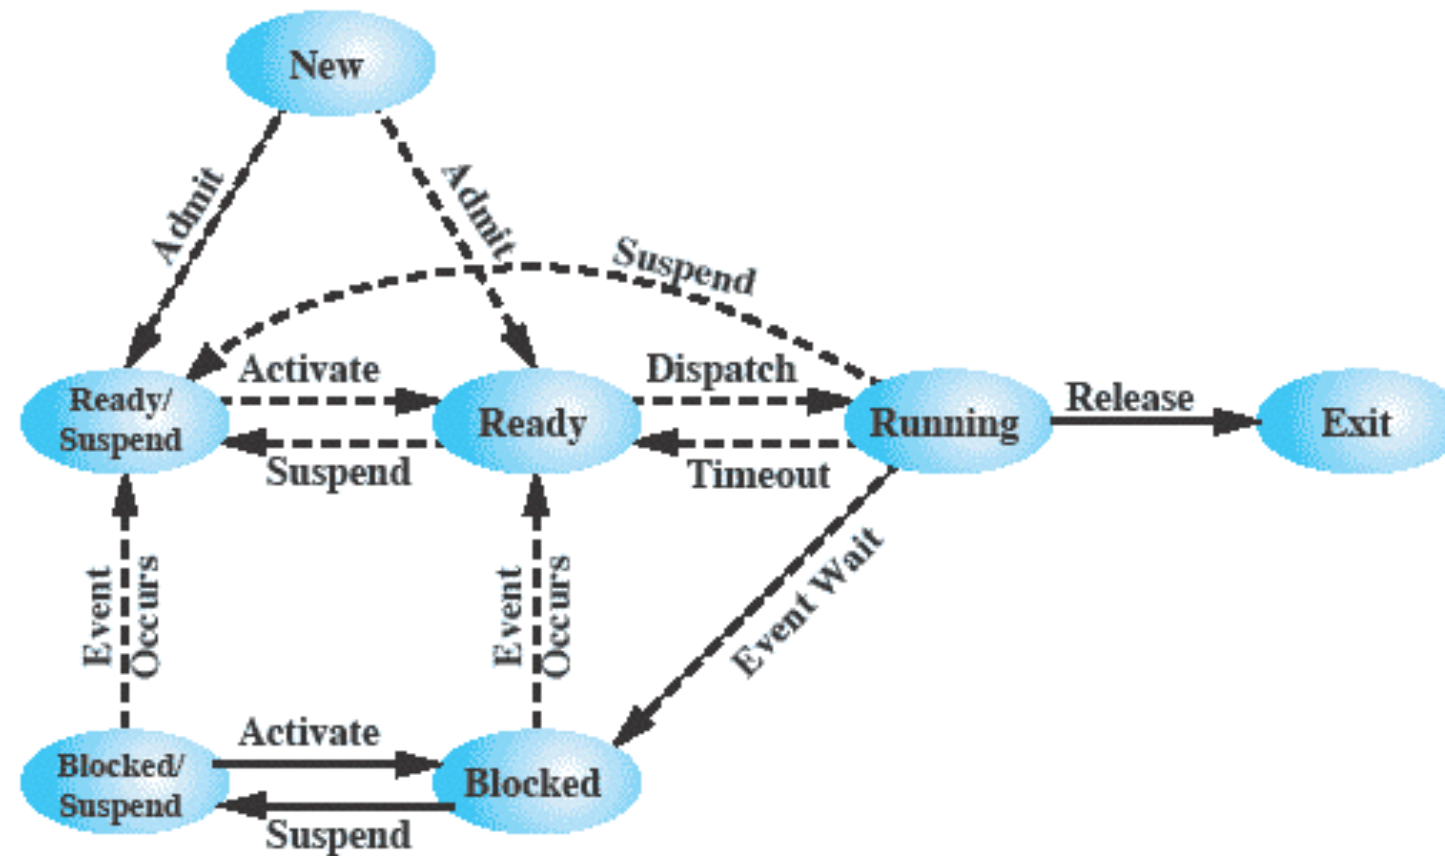 New
Admit
Admit
Suspend
Activate
Dispatch
Ready/
Suspend
Ready
Running
Release
Exit
Suspend
Timeout
Event
Occurs
Event
Occurs
Event Wait
Activate
Blocked/
Suspend
Blocked
Suspend